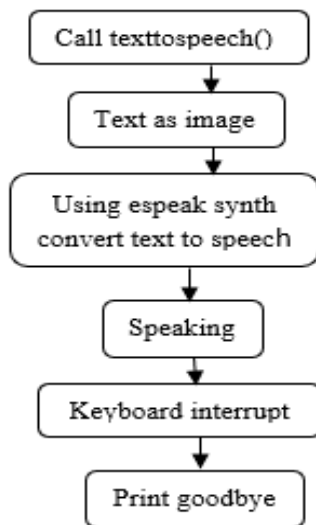 Call texttospeech()
Text as image
Using espeak synth
convert text to speech
Speaking
Keyboard interrupt
Print goodbye